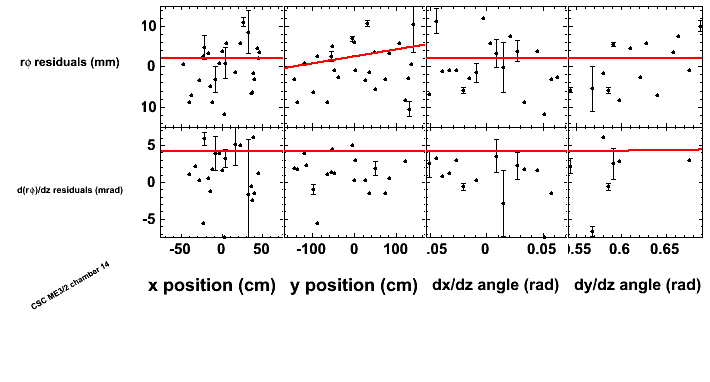 10
rϕ residuals (mm)
0
10
5
d(rϕ)/dz residuals (mrad)
0
-5
-50 0 50 -100 0 100 .05 0 0.05 .55 0.6 0.65
x position (cm) y position (cm) dx/dz angle (rad) dy/dz angle (rad)
CSC ME3/2 chamber 14